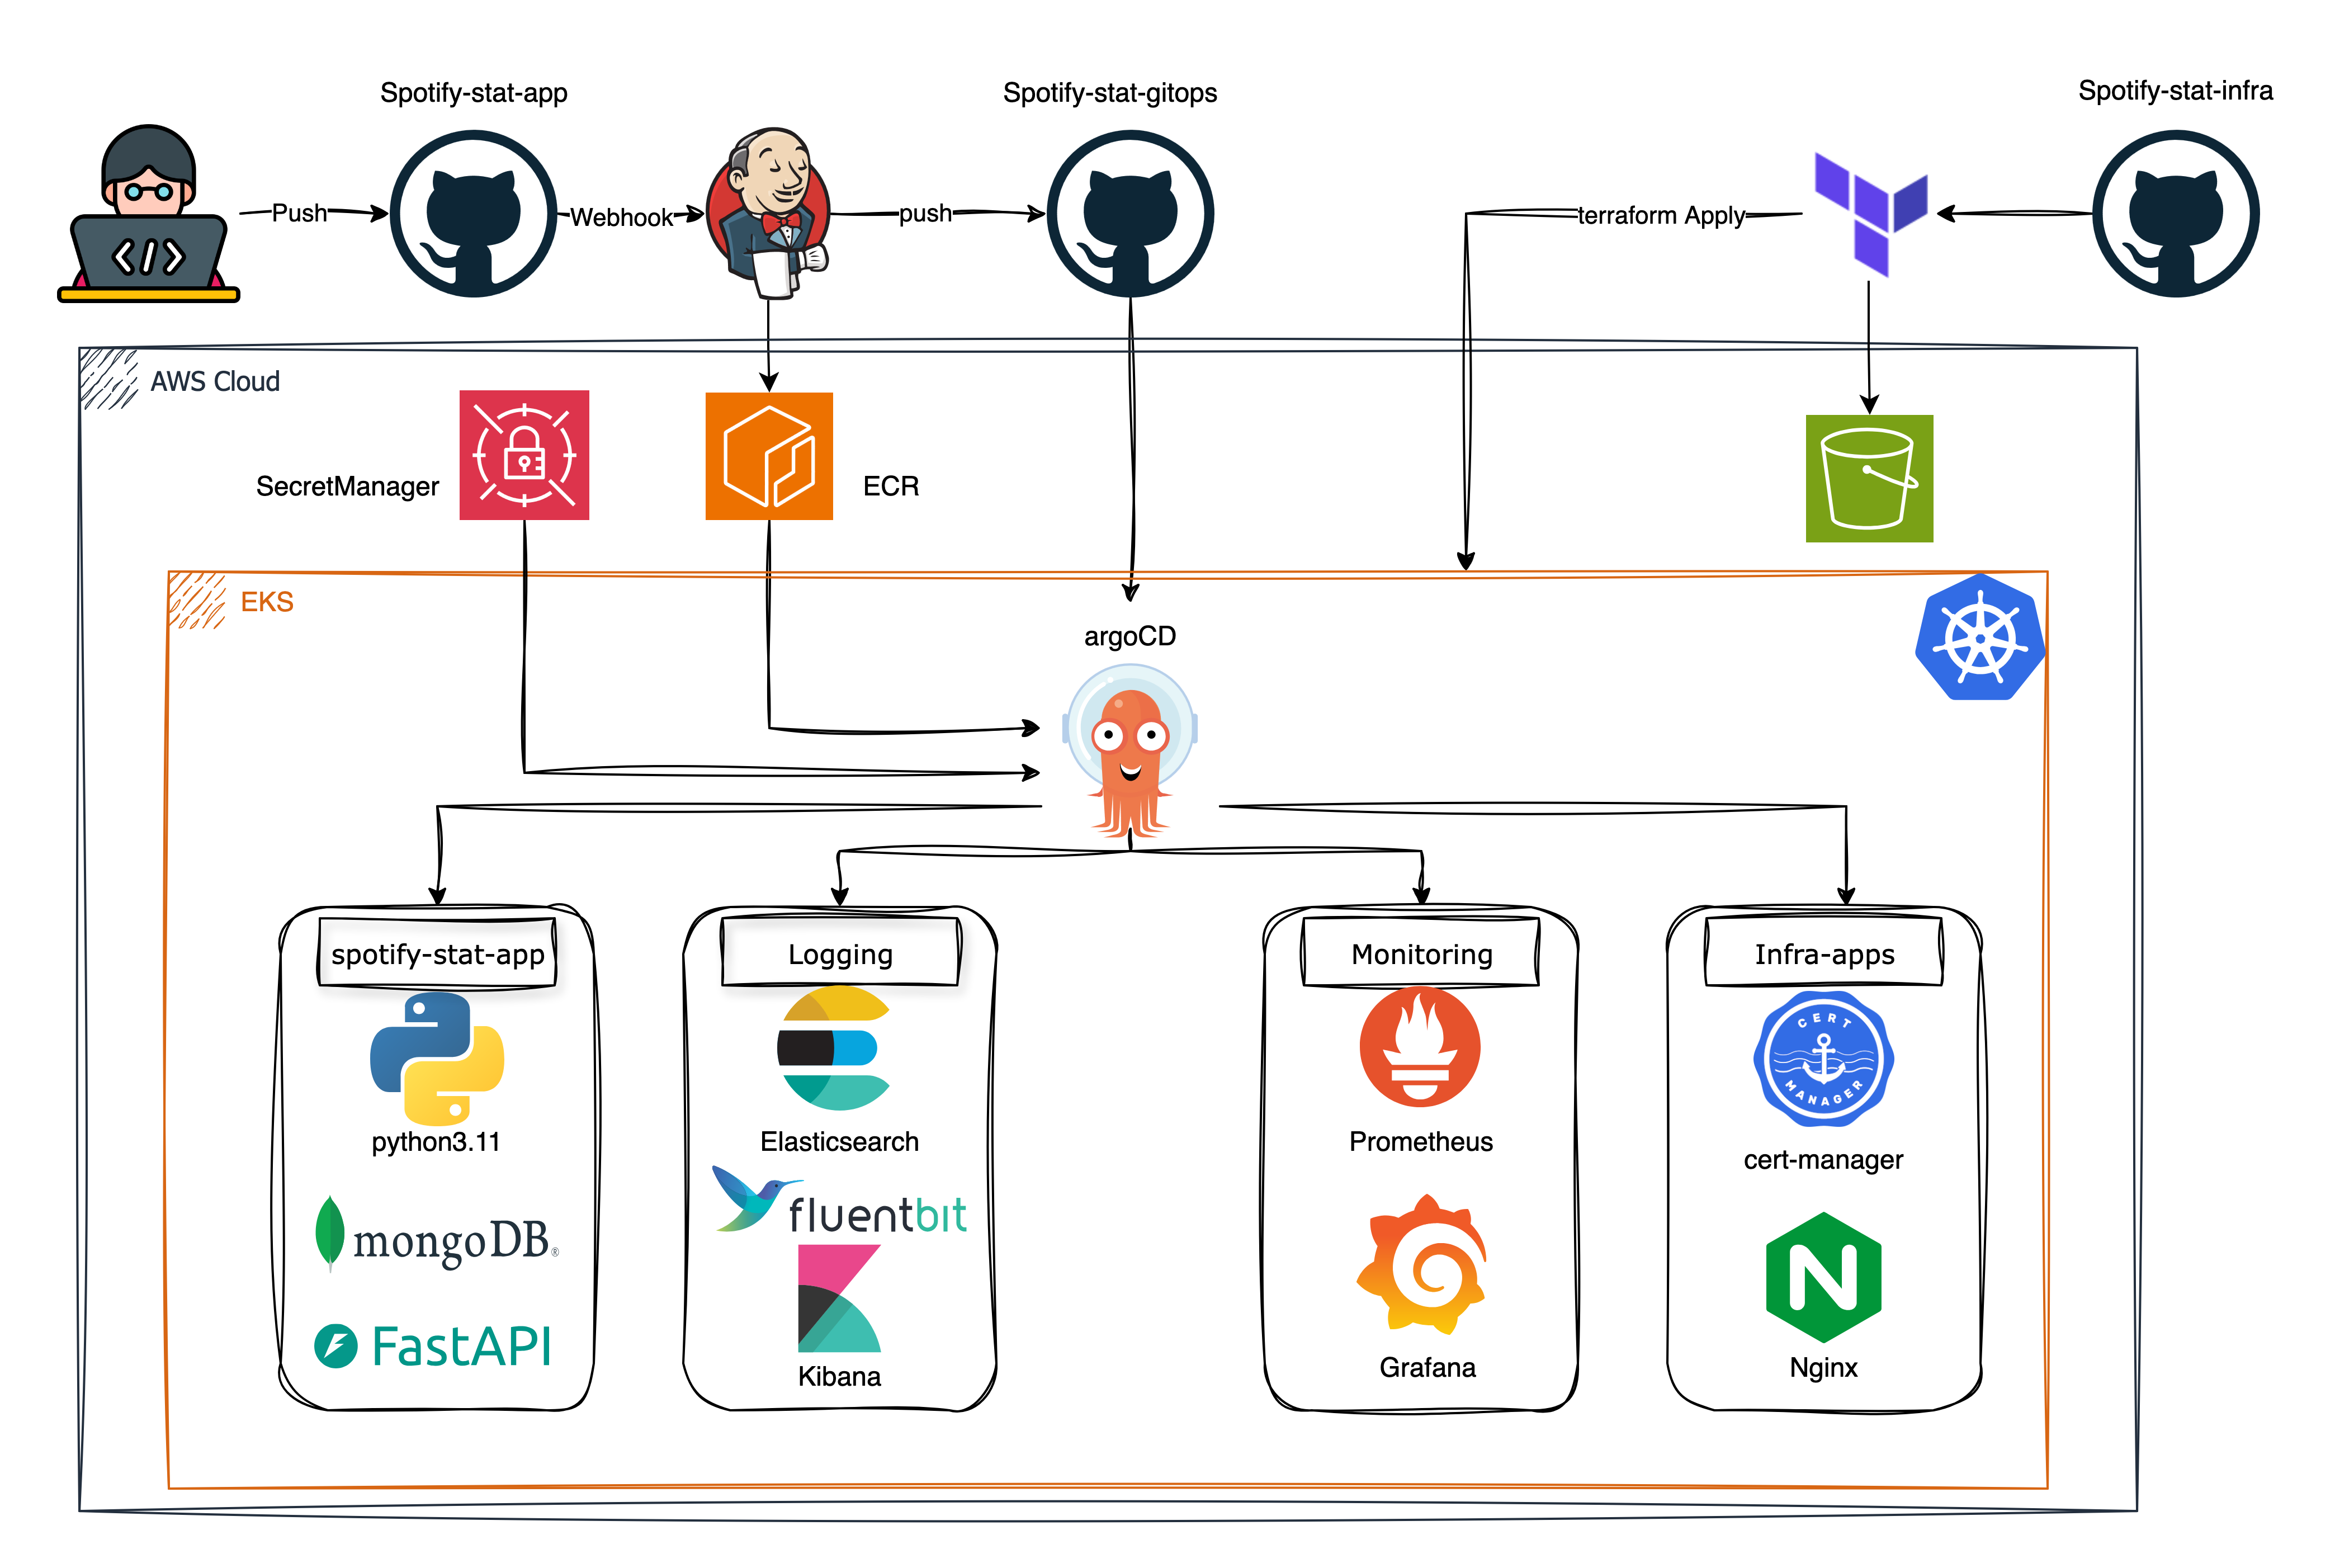 Spotify-stat-app
Spotify-stat-gitops
Spotify-stat-infra
Push
Webhook
push
terraform Apply
</>
AWS Cloud
SecretManager
ECR
EKS
argoCD
spotify-stat-app
Logging
Monitoring
Infra-apps
CERT
MANAGER
python3.11
Elasticsearch
Prometheus
cert-manager
mongoDB®
fluentbit
N
FastAPI
Kibana
Grafana
Nginx